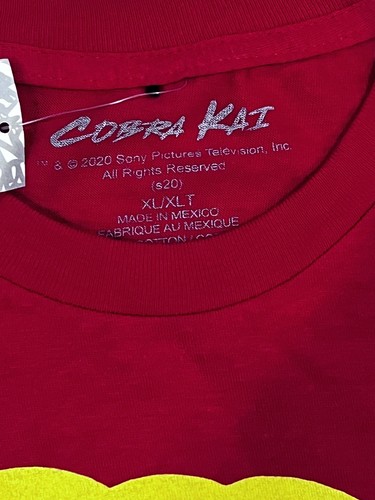 COBRA KAI
™ & © 2020 Sony Pictures Television, Inc.
All Rights Reserved
(s20)
XL/XLT
MADE IN MEXICO
FABRIQUE AU MEXIQUE
COTTON